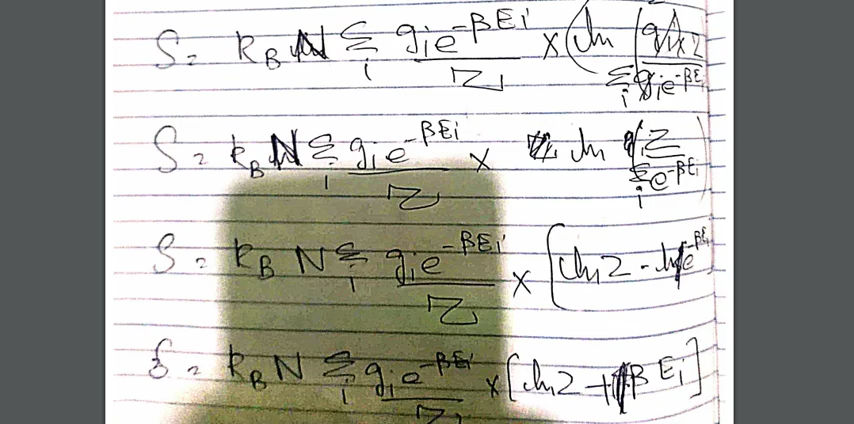 S = k_B N Σ_i g_i e^{-βE_i} / Z × (ln (g_i × Z / Σ_i g_i e^{-βE_i}
S = k_B N Σ_i g_i e^{-βE_i} / Z × ln Z / Σ_i e^{-βE_i} )
S = k_B N Σ_i g_i e^{-βE_i} / Z × [ln Z - ln e^{-βE_i}
S = k_B N Σ_i g_i e^{-βE_i} / Z × [ln Z + βE_i]